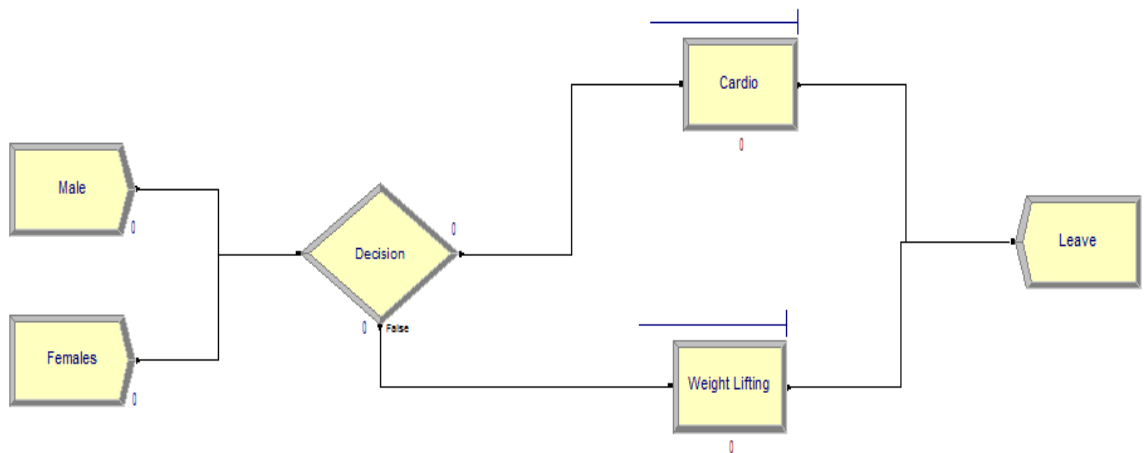 Cardio
0
Male
0
Decision
0
0
False
Leave
Females
0
Weight Lifting
0